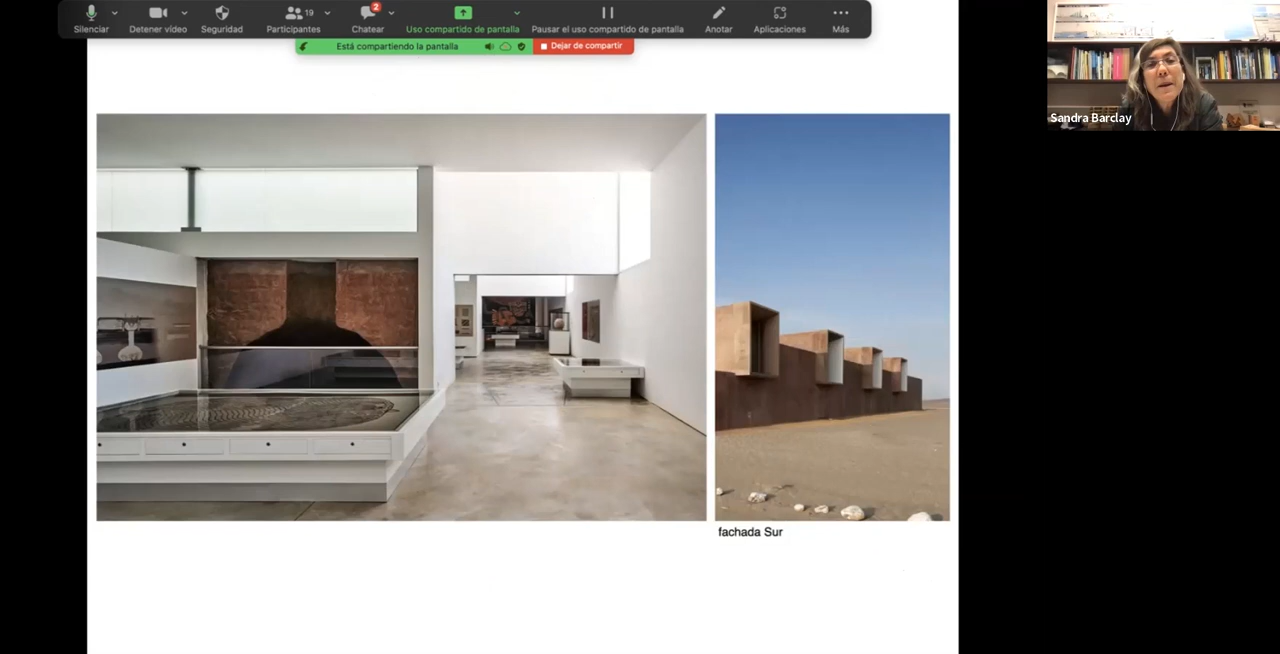 Silenciar
Detener vídeo
Seguridad
Participantes
19
Chatear
2
Uso compartido de pantalla
Pausar el uso compartido de pantalla
Anotar
Aplicaciones
Más
Está compartiendo la pantalla
Dejar de compartir
Sandra Barclay
fachada Sur